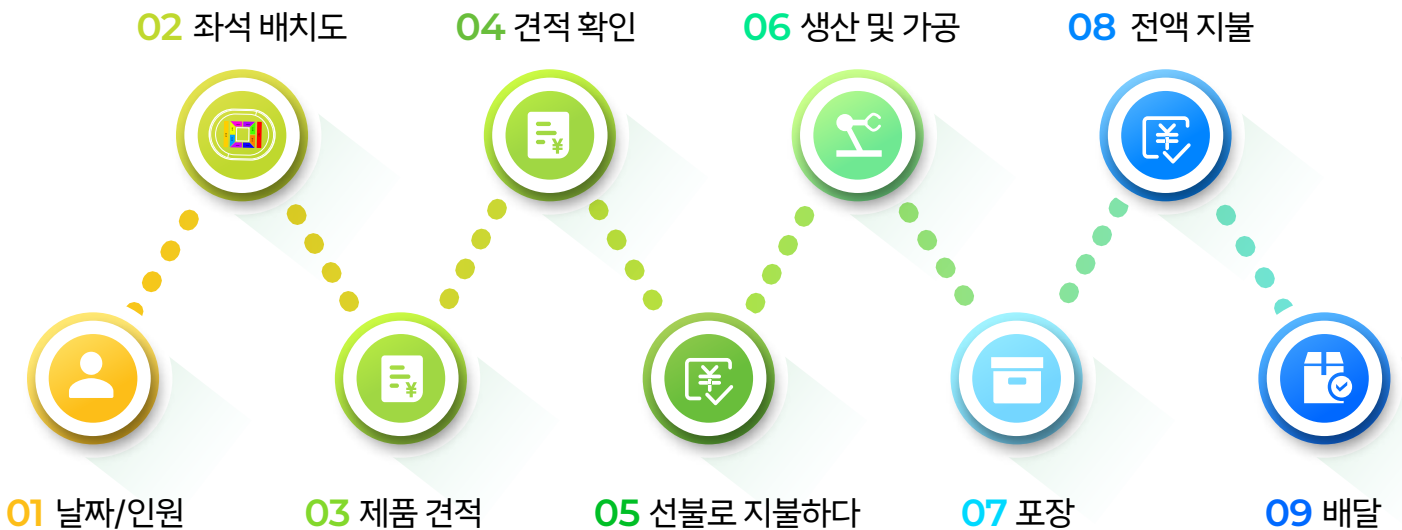 01 날짜/인원
02 좌석 배치도
03 제품 견적
04 견적 확인
05 선불로 지불하다
06 생산 및 가공
07 포장
08 전액 지불
09 배달